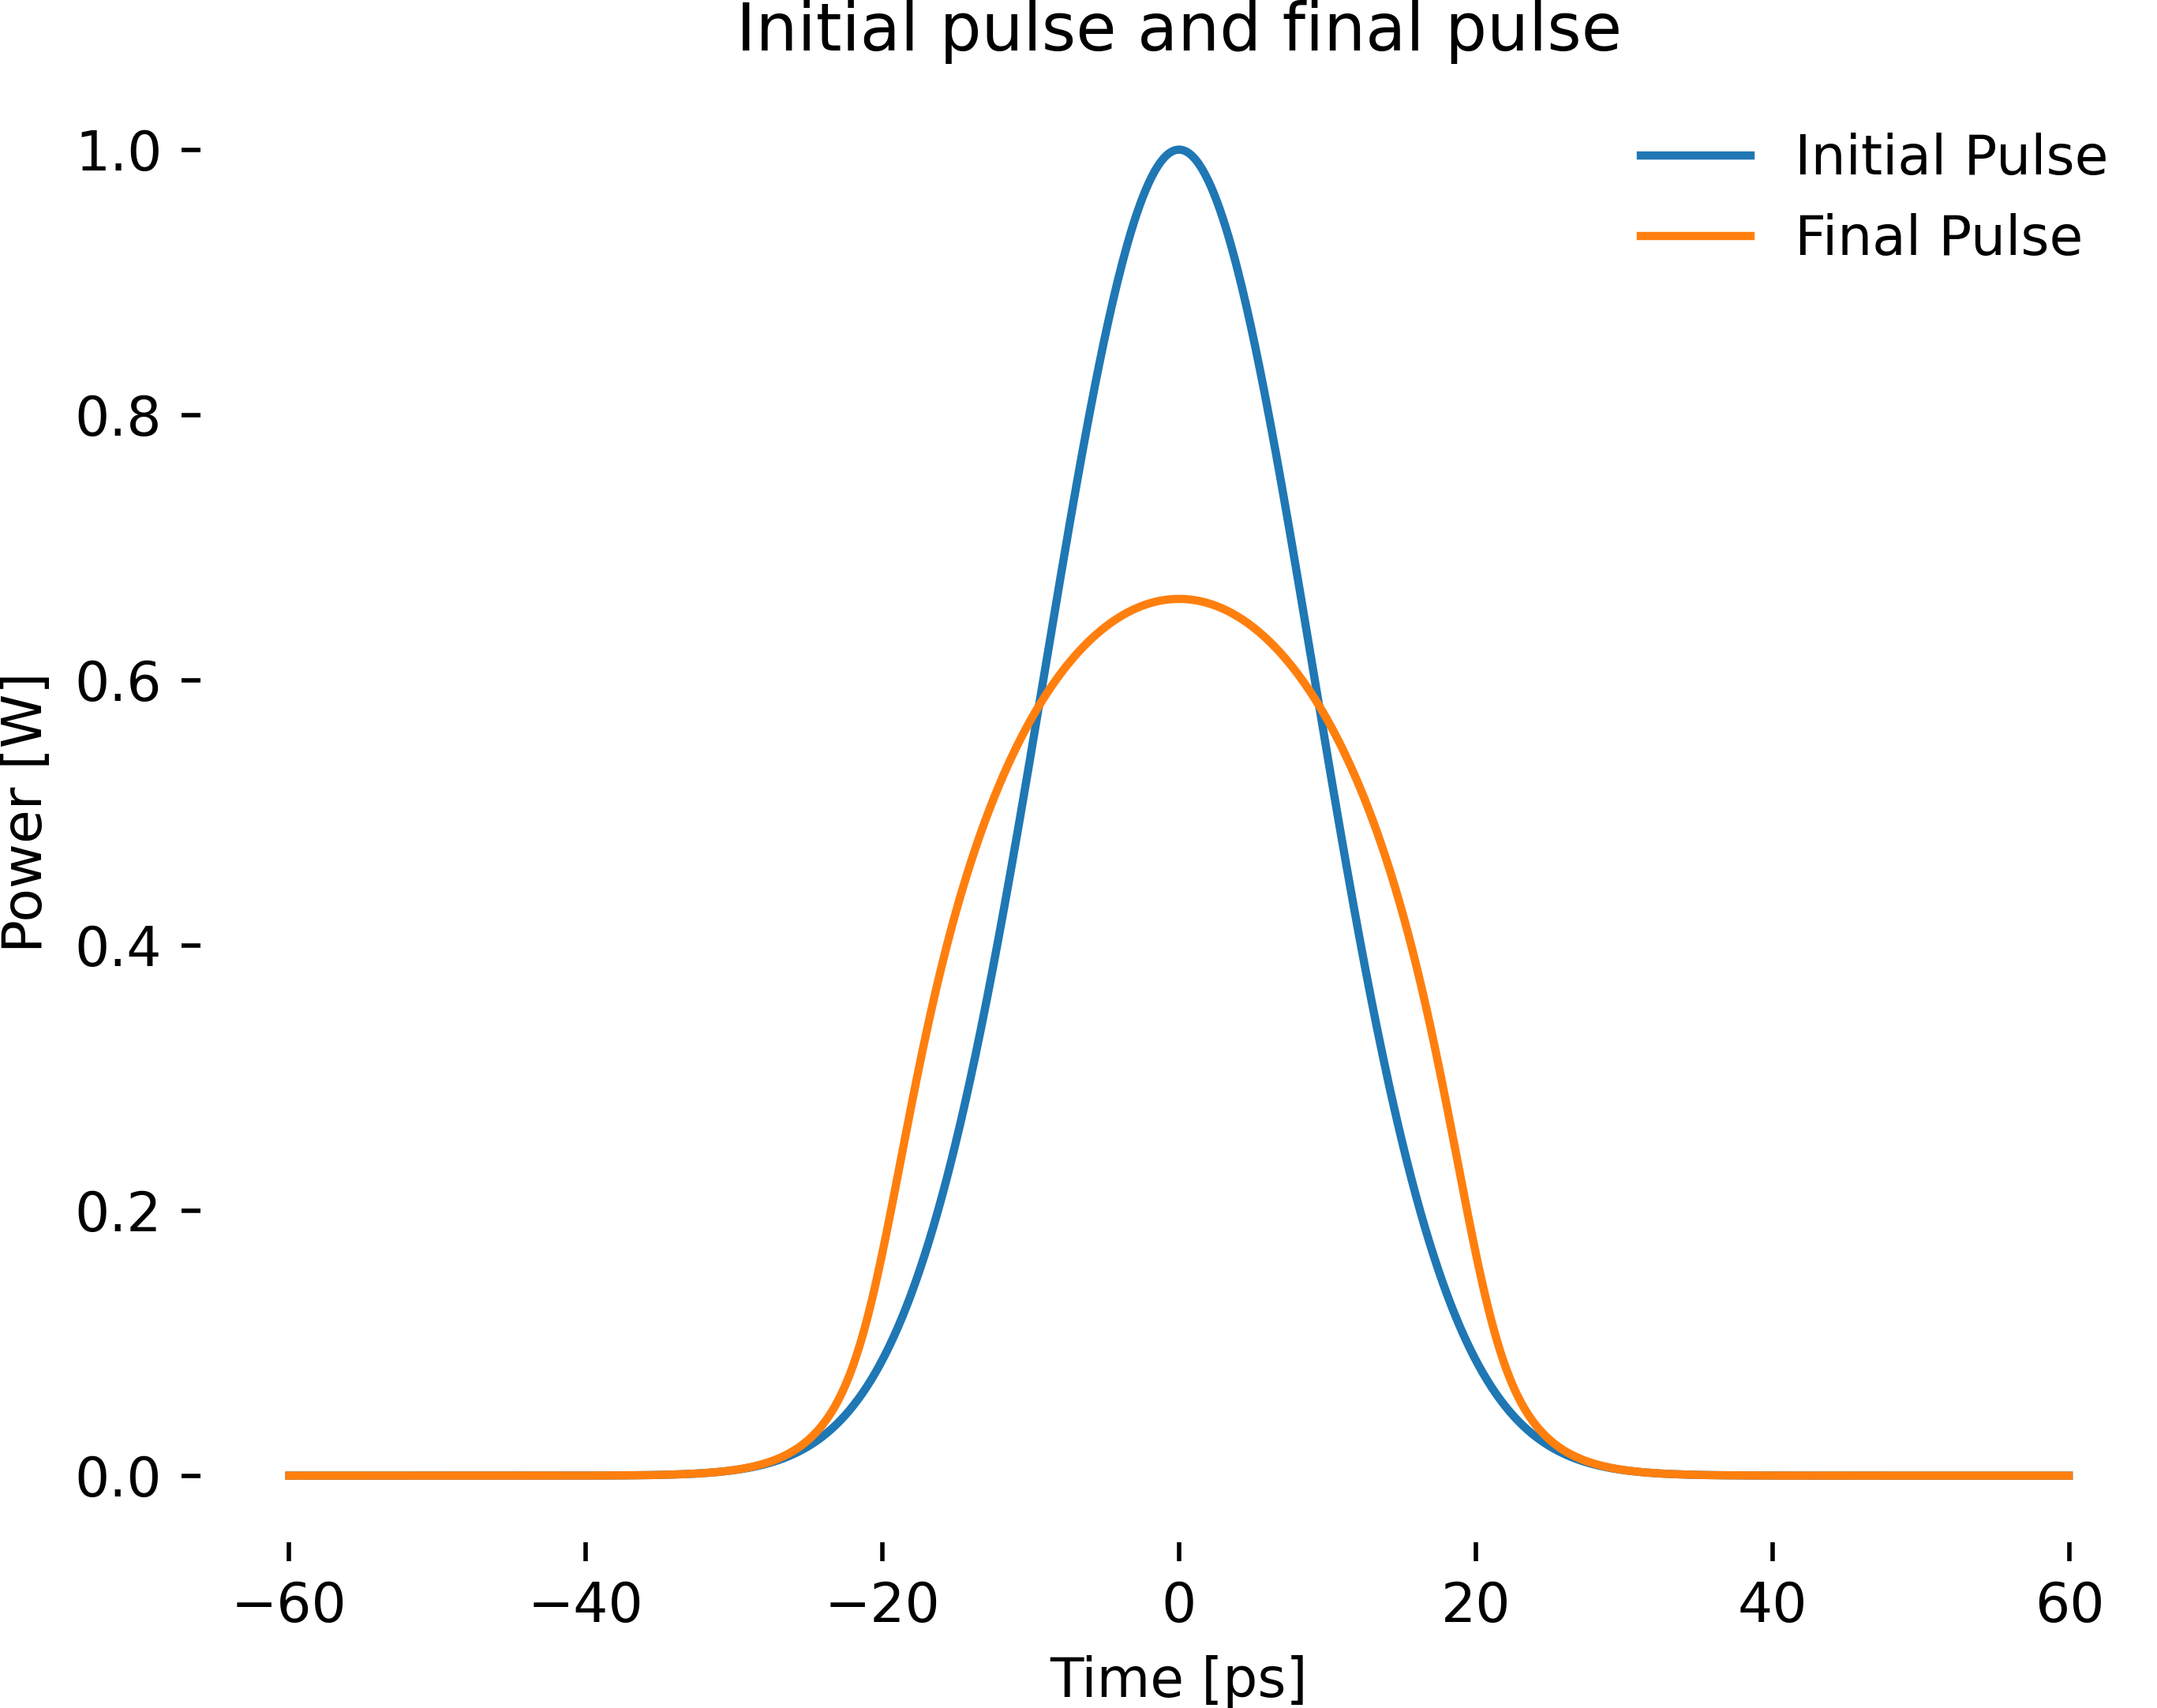 Initial pulse and final pulse
Initial Pulse
Final Pulse
Power [W]
1.0
0.8
0.6
0.4
0.2
0.0
−60 −40 −20 0 20 40 60
Time [ps]